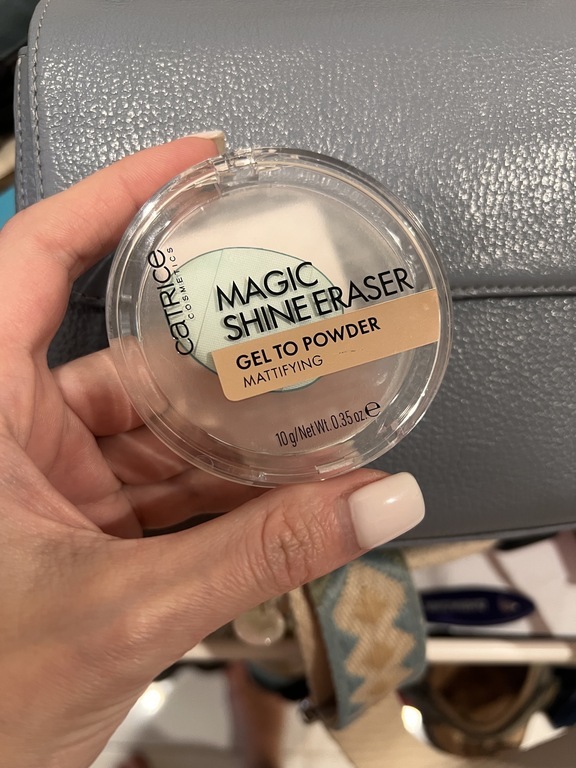 CATRICE
COSMETICS
MAGIC
SHINE ERASER
GEL TO POWDER
MATTIFYING
10 g/Net Wt. 0.35 oz. ℮